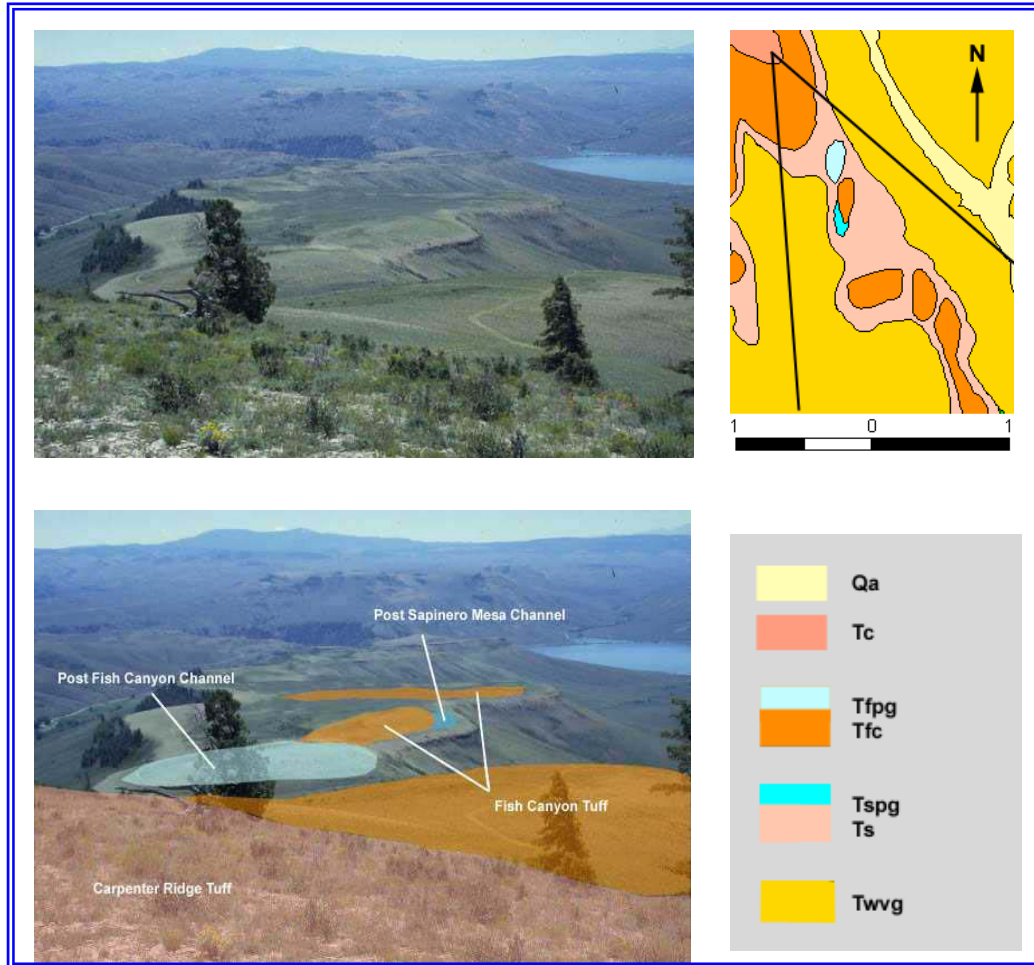 N
1 0 1
Post Sapinero Mesa Channel
Post Fish Canyon Channel
Fish Canyon Tuff
Carpenter Ridge Tuff
Qa
Tc
Tfpg
Tfc
Tspg
Ts
Twvg